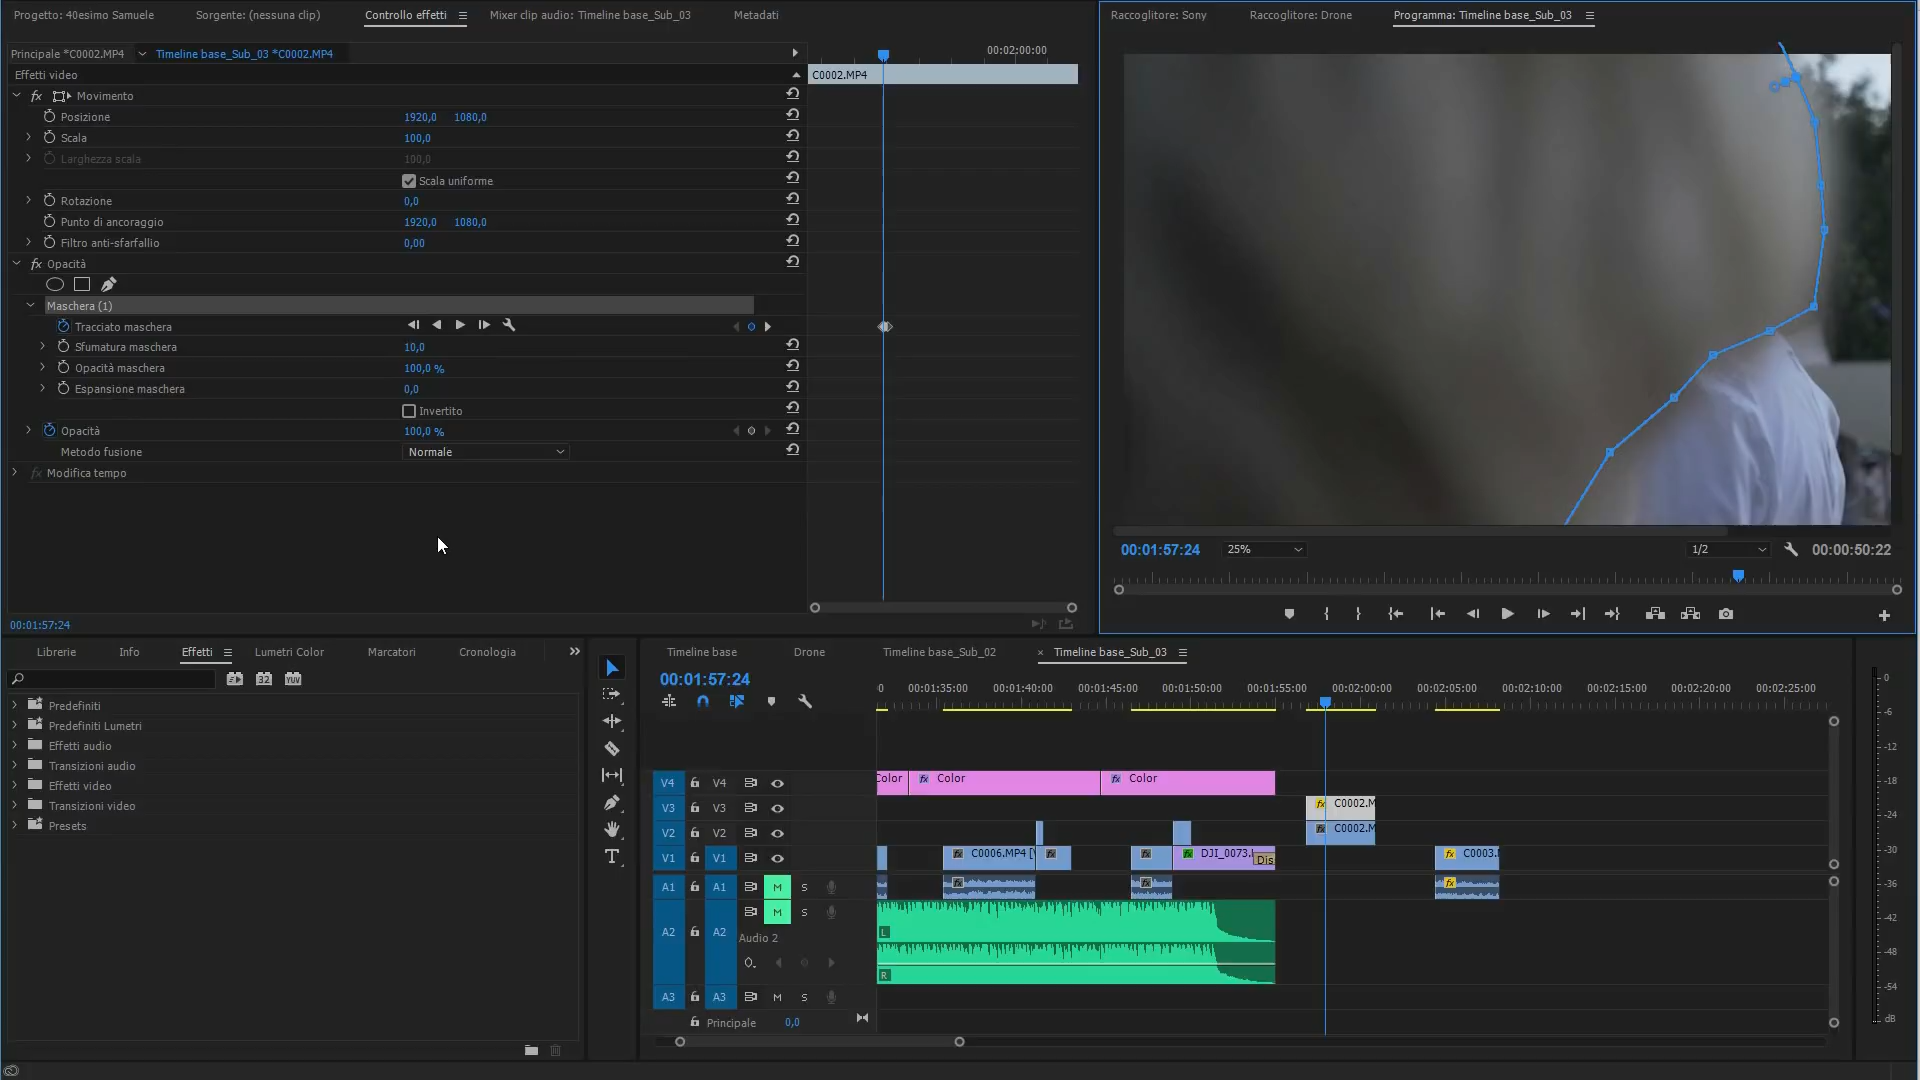 Progetto: 40esimo Samuele
Sorgente: (nessuna clip)
Controllo effetti
Mixer clip audio: Timeline base_Sub_03
Metadati
Raccoglitore: Sony
Raccoglitore: Drone
Programma: Timeline base_Sub_03
Principale *C0002.MP4
Timeline base_Sub_03 *C0002.MP4
00:02:00:00
Effetti video
C0002.MP4
fx Movimento
Posizione 1920,0 1080,0
Scala 100,0
Larghezza scala 100,0
Scala uniforme
Rotazione 0,0
Punto di ancoraggio 1920,0 1080,0
Filtro anti-sfarfallio 0,00
fx Opacità
Maschera (1)
Tracciato maschera
Sfumatura maschera 10,0
Opacità maschera 100,0 %
Espansione maschera 0,0
Invertito
Opacità 100,0 %
Metodo fusione Normale
fx Modifica tempo
00:01:57:24 25% 1/2 00:00:50:22
00:01:57:24
Librerie Info Effetti Lumetri Color Marcatori Cronologia
32 YUV
Predefiniti
Predefiniti Lumetri
Effetti audio
Transizioni audio
Effetti video
Transizioni video
Presets
Timeline base Drone Timeline base_Sub_02 × Timeline base_Sub_03
00:01:57:24
0 00:01:35:00 00:01:40:00 00:01:45:00 00:01:50:00 00:01:55:00 00:02:00:00 00:02:05:00 00:02:10:00 00:02:15:00 00:02:20:00 00:02:25:00
V4 V4 Color fx Color fx Color
V3 V3 fx C0002.M
V2 V2 fx C0002.M
V1 V1 fx C0006.MP4 [V fx fx fx DJI_0073. Dis fx C0003.
A1 A1 M S fx fx fx
M S
A2 A2 Audio 2
L
R
A3 A3 M S
Principale 0,0
0
-6
-12
-18
-24
-30
-36
-42
-48
-54
dB